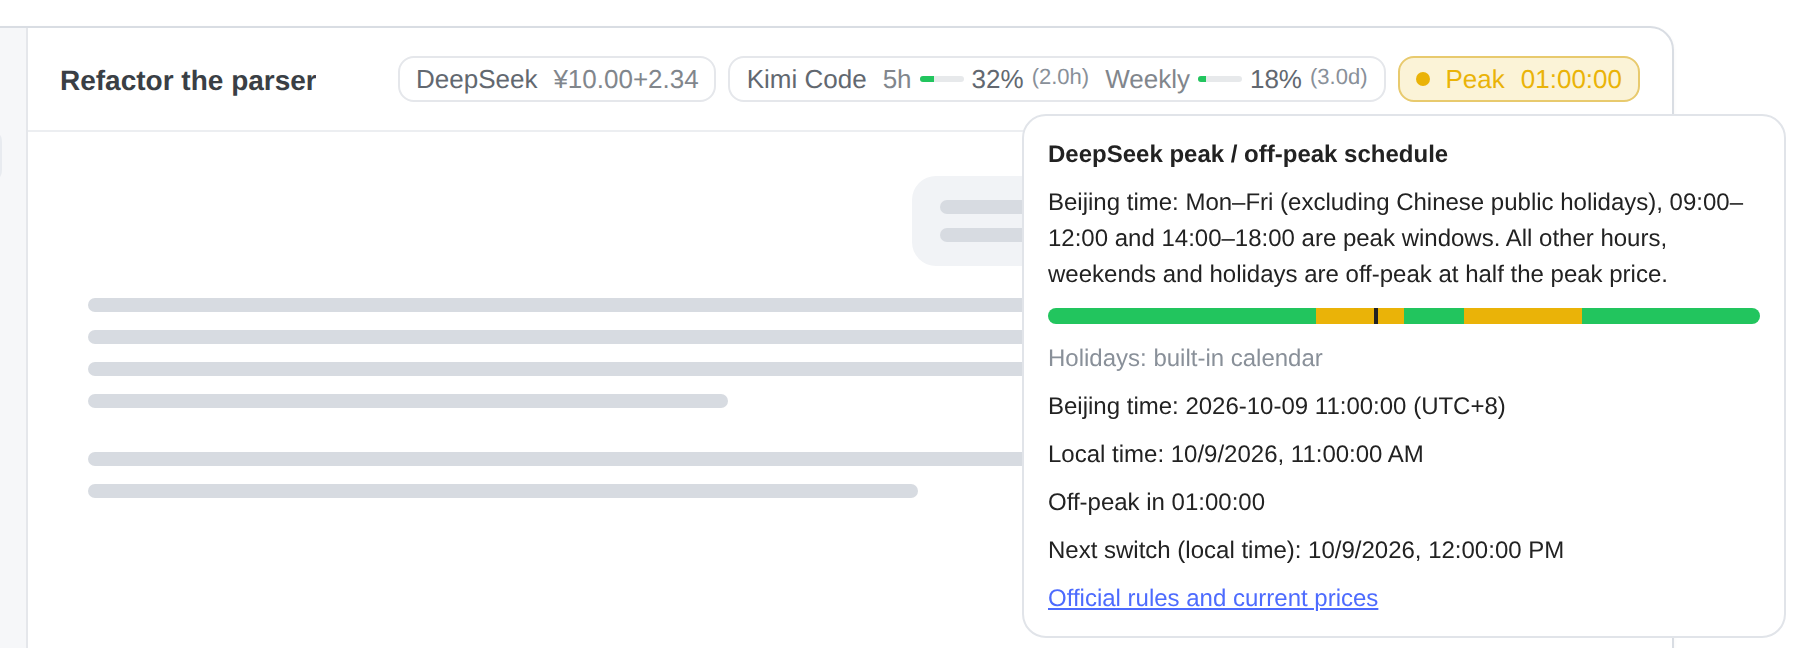 Refactor the parser
DeepSeek ¥10.00+2.34
Kimi Code 5h 32% (2.0h) Weekly 18% (3.0d)
Peak 01:00:00
DeepSeek peak / off-peak schedule
Beijing time: Mon–Fri (excluding Chinese public holidays), 09:00–
12:00 and 14:00–18:00 are peak windows. All other hours,
weekends and holidays are off-peak at half the peak price.
Holidays: built-in calendar
Beijing time: 2026-10-09 11:00:00 (UTC+8)
Local time: 10/9/2026, 11:00:00 AM
Off-peak in 01:00:00
Next switch (local time): 10/9/2026, 12:00:00 PM
Official rules and current prices